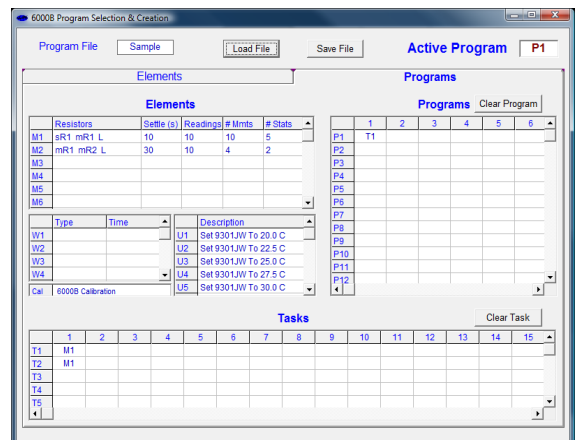 6000B Program Selection & Creation
Program File Sample Load File Save File Active Program P1
Elements Programs
Elements
Resistors Settle (s) Readings # Mmts # Stats
M1 sR1 mR1 L 10 10 10 5
M2 mR1 mR2 L 30 10 4 2
M3
M4
M5
M6
Type Time
W1
W2
W3
W4
Cal 6000B Calibration
Description
U1 Set 9301JW To 20.0 C
U2 Set 9301JW To 22.5 C
U3 Set 9301JW To 25.0 C
U4 Set 9301JW To 27.5 C
U5 Set 9301JW To 30.0 C
Programs Clear Program
1 2 3 4 5 6
P1 T1
P2
P3
P4
P5
P6
P7
P8
P9
P10
P11
P12
Tasks Clear Task
1 2 3 4 5 6 7 8 9 10 11 12 13 14 15
T1 M1
T2 M1
T3
T4
T5